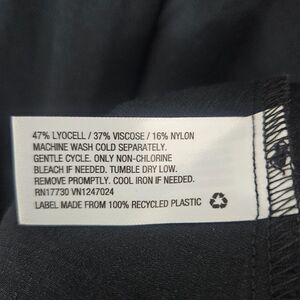 47% LYOCELL / 37% VISCOSE / 16% NYLON
MACHINE WASH COLD SEPARATELY.
GENTLE CYCLE. ONLY NON-CHLORINE
BLEACH IF NEEDED. TUMBLE DRY LOW.
REMOVE PROMPTLY. COOL IRON IF NEEDED.
RN17730 VN1247024
LABEL MADE FROM 100% RECYCLED PLASTIC